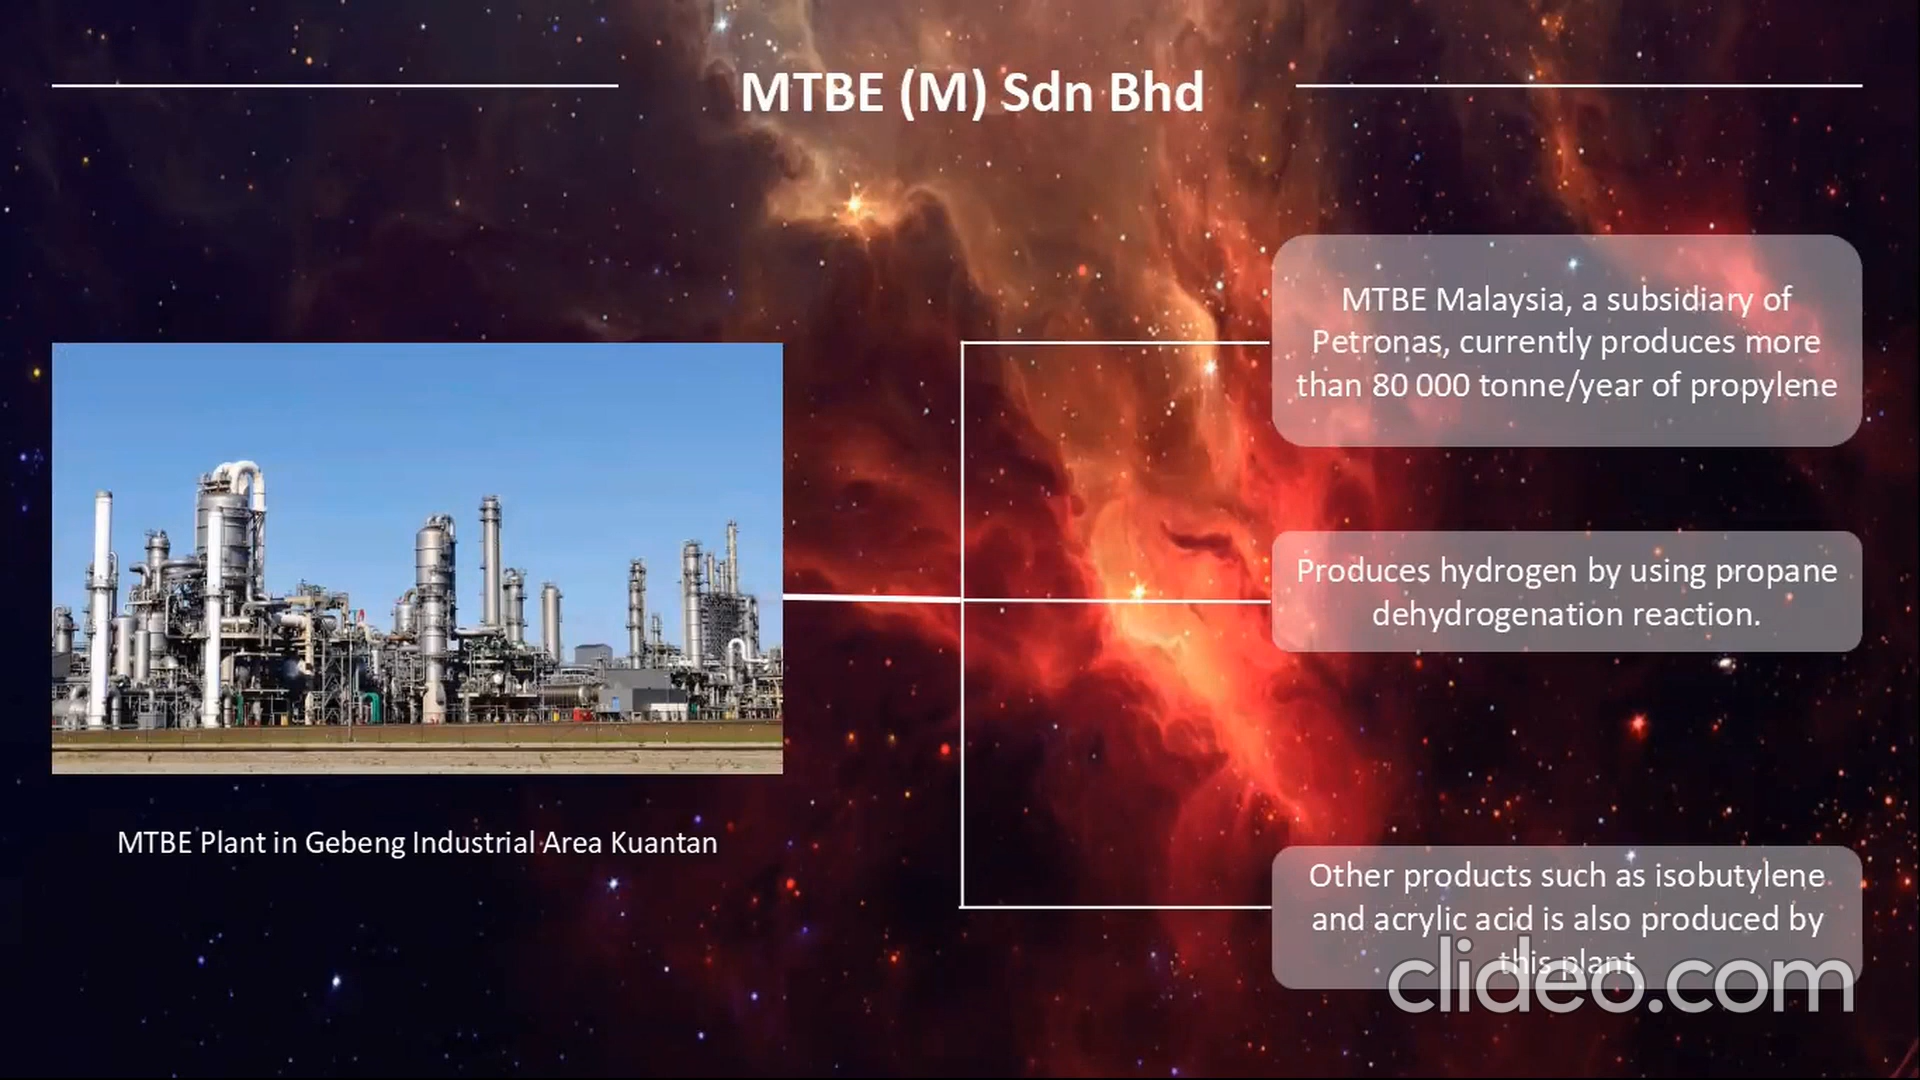 MTBE (M) Sdn Bhd
MTBE Malaysia, a subsidiary of
Petronas, currently produces more
than 80 000 tonne/year of propylene
Produces hydrogen by using propane
dehydrogenation reaction.
MTBE Plant in Gebeng Industrial Area Kuantan
Other products such as isobutylene
and acrylic acid is also produced by
this plant
clideo.com